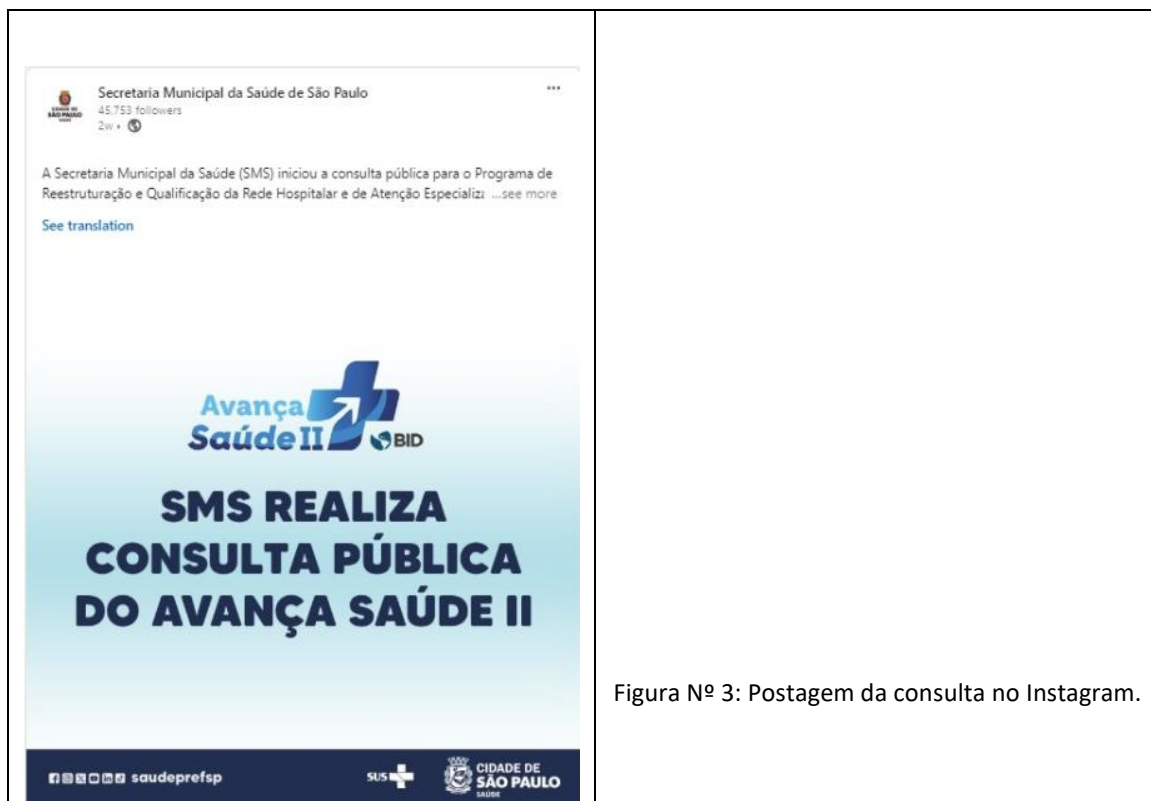 Secretaria Municipal da Saúde de São Paulo
45,753 followers
2w •
A Secretaria Municipal da Saúde (SMS) iniciou a consulta pública para o Programa de
Reestruturação e Qualificação da Rede Hospitalar e de Atenção Especializa ...see more
See translation
Avança
Saúde II
BID
SMS REALIZA
CONSULTA PÚBLICA
DO AVANÇA SAÚDE II
saudeprefsp
SUS
CIDADE DE
SÃO PAULO
SAÚDE
Figura Nº 3: Postagem da consulta no Instagram.